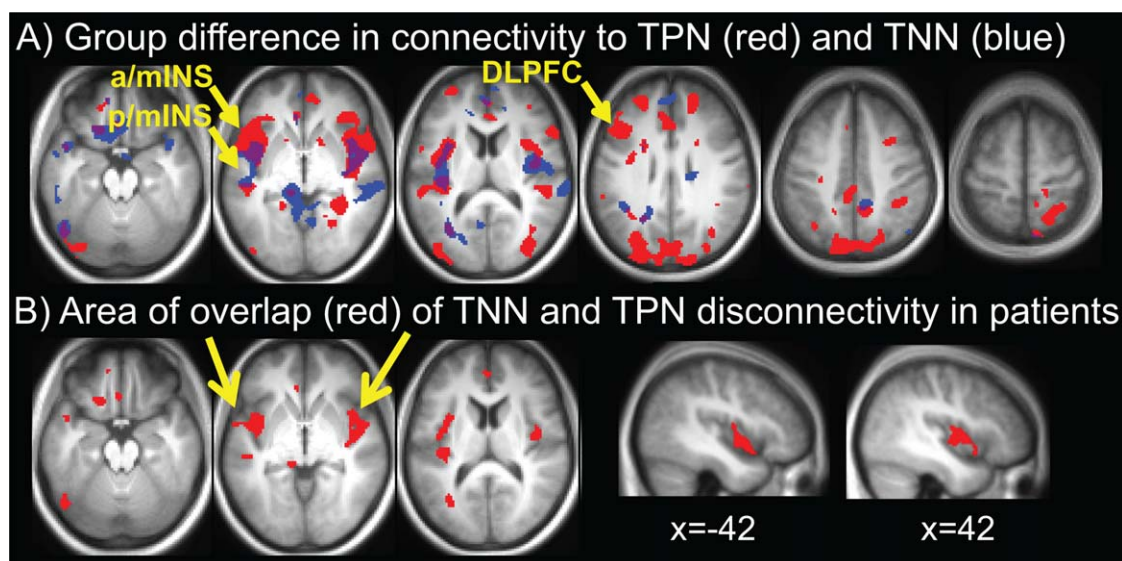 A) Group difference in connectivity to TPN (red) and TNN (blue)
a/mINS
p/mINS
DLPFC
B) Area of overlap (red) of TNN and TPN disconnectivity in patients
x=-42
x=42